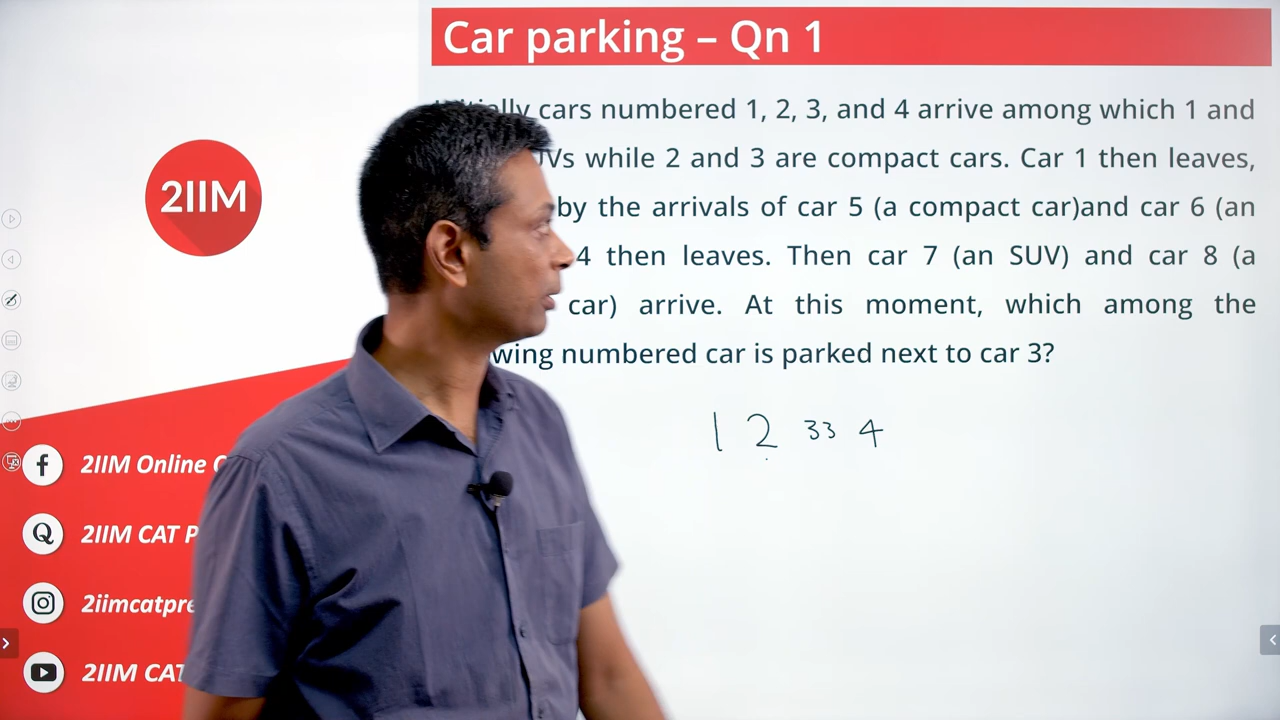 Car parking – Qn 1
cars numbered 1, 2, 3, and 4 arrive among which 1 and
while 2 and 3 are compact cars. Car 1 then leaves,
by the arrivals of car 5 (a compact car)and car 6 (an
4 then leaves. Then car 7 (an SUV) and car 8 (a
car) arrive. At this moment, which among the
numbered car is parked next to car 3?
1 2 33 4
2IIM
2IIM Online
2IIM CAT
2iimcatpre
2IIM CAT